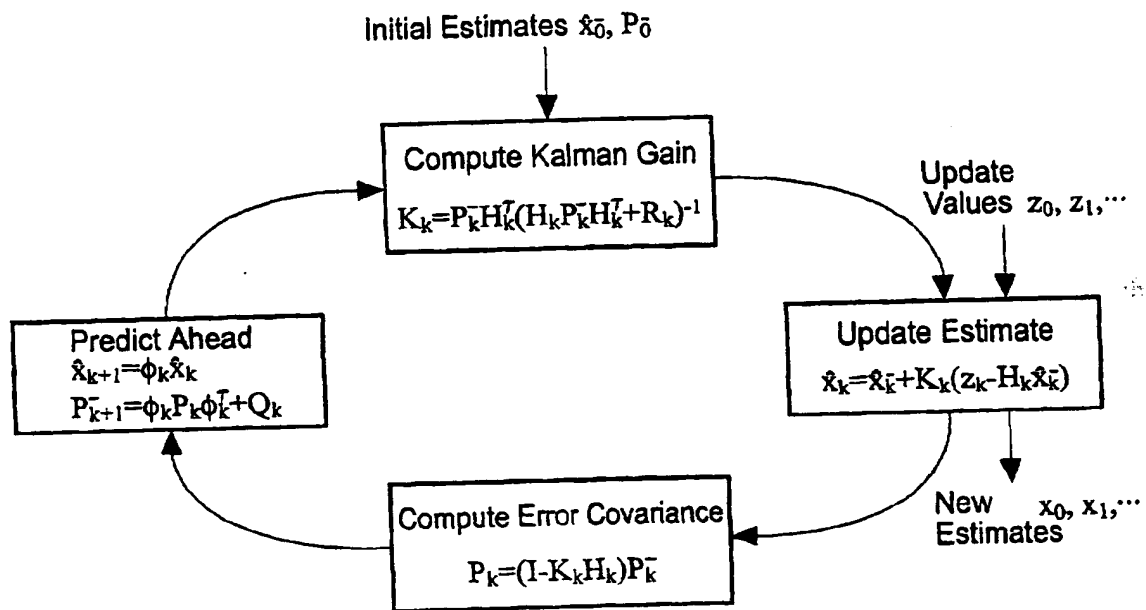 Initial Estimates x̂₀⁻, P₀⁻
Compute Kalman Gain
Kₖ=Pₖ⁻Hₖᵀ(HₖPₖ⁻Hₖᵀ+Rₖ)⁻¹
Update
Values z₀, z₁,···
Update Estimate
x̂ₖ=x̂ₖ⁻+Kₖ(zₖ-Hₖx̂ₖ⁻)
New
Estimates
x₀, x₁,···
Compute Error Covariance
Pₖ=(I-KₖHₖ)Pₖ⁻
Predict Ahead
x̂ₖ₊₁=ϕₖx̂ₖ
Pₖ₊₁⁻=ϕₖPₖϕₖᵀ+Qₖ